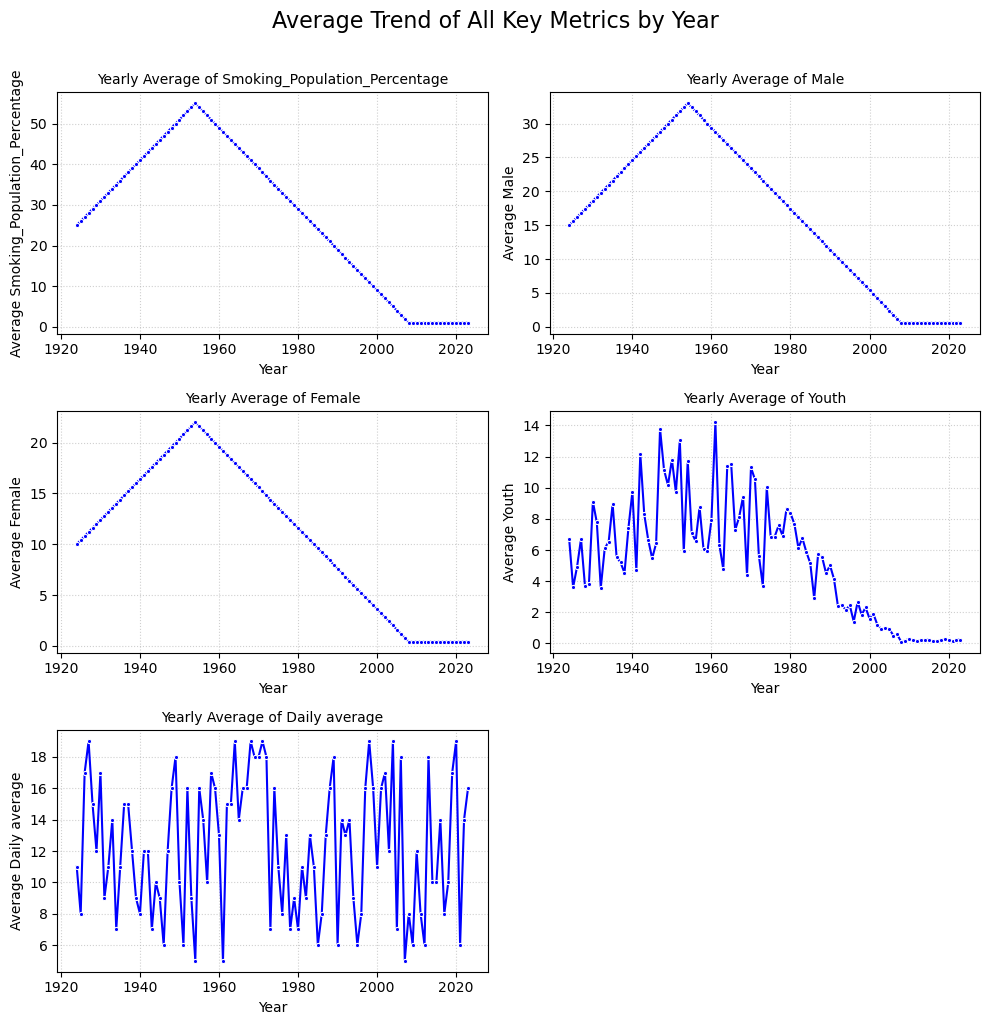 Average Trend of All Key Metrics by Year
Yearly Average of Smoking_Population_Percentage
Average Smoking_Population_Percentage
50
40
30
20
10
0
1920 1940 1960 1980 2000 2020
Year
Yearly Average of Male
Average Male
30
25
20
15
10
5
0
1920 1940 1960 1980 2000 2020
Year
Yearly Average of Female
Average Female
20
15
10
5
0
1920 1940 1960 1980 2000 2020
Year
Yearly Average of Youth
Average Youth
14
12
10
8
6
4
2
0
1920 1940 1960 1980 2000 2020
Year
Yearly Average of Daily average
Average Daily average
18
16
14
12
10
8
6
1920 1940 1960 1980 2000 2020
Year